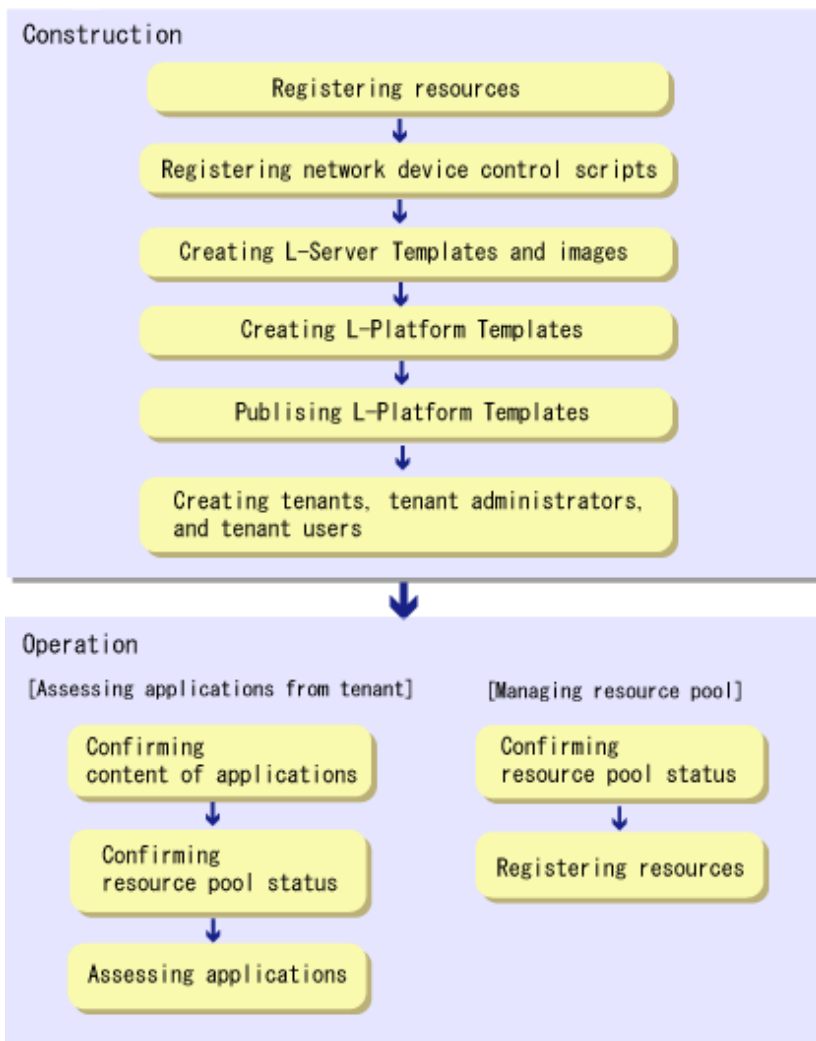 Construction
Registering resources
Registering network device control scripts
Creating L-Server Templates and images
Creating L-Platform Templates
Publising L-Platform Templates
Creating tenants, tenant administrators,
and tenant users
Operation
[Assessing applications from tenant]
Confirming
content of applications
Confirming
resource pool status
Assessing applications
[Managing resource pool]
Confirming
resource pool status
Registering resources